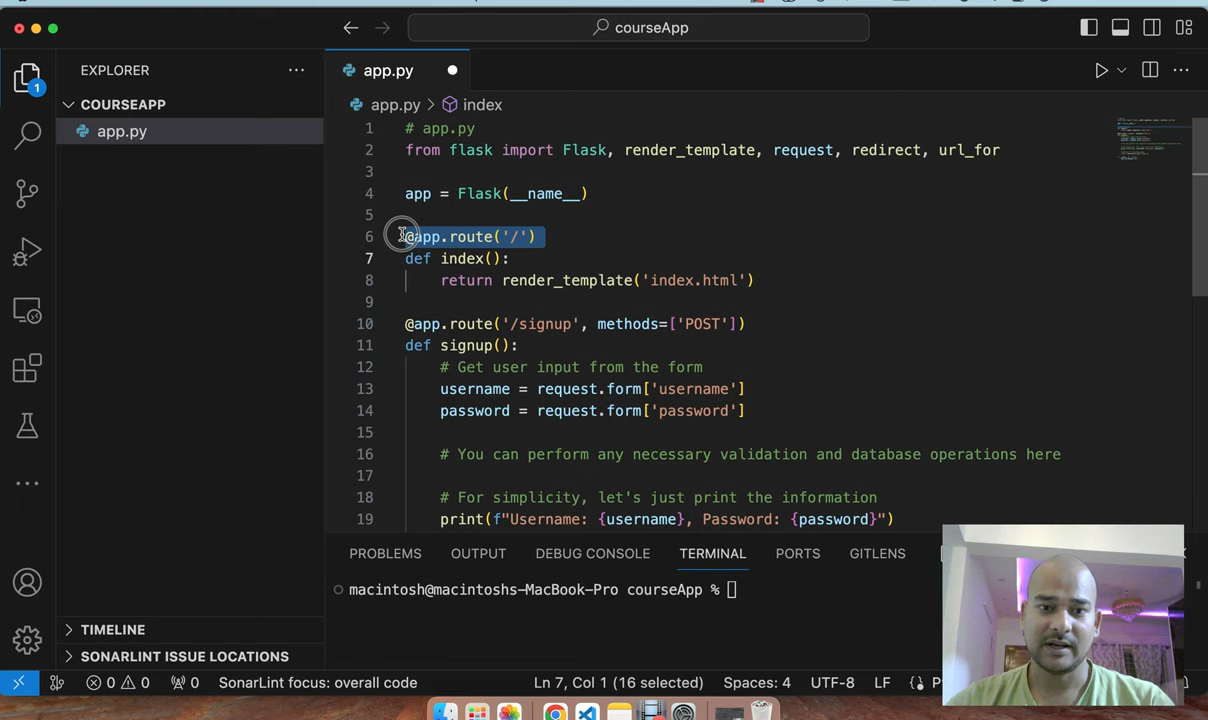 courseApp
EXPLORER
app.py
COURSEAPP
app.py > index
app.py
1 # app.py
2 from flask import Flask, render_template, request, redirect, url_for
3
4 app = Flask(__name__)
5
6 @app.route('/')
7 def index():
8 return render_template('index.html')
9
10 @app.route('/signup', methods=['POST'])
11 def signup():
12 # Get user input from the form
13 username = request.form['username']
14 password = request.form['password']
15
16 # You can perform any necessary validation and database operations here
17
18 # For simplicity, let's just print the information
19 print(f"Username: {username}, Password: {password}")
1
PROBLEMS OUTPUT DEBUG CONSOLE TERMINAL PORTS GITLENS
macintosh@macintoshs-MacBook-Pro courseApp %
TIMELINE
SONARLINT ISSUE LOCATIONS
0 0 0 SonarLint focus: overall code Ln 7, Col 1 (16 selected) Spaces: 4 UTF-8 LF